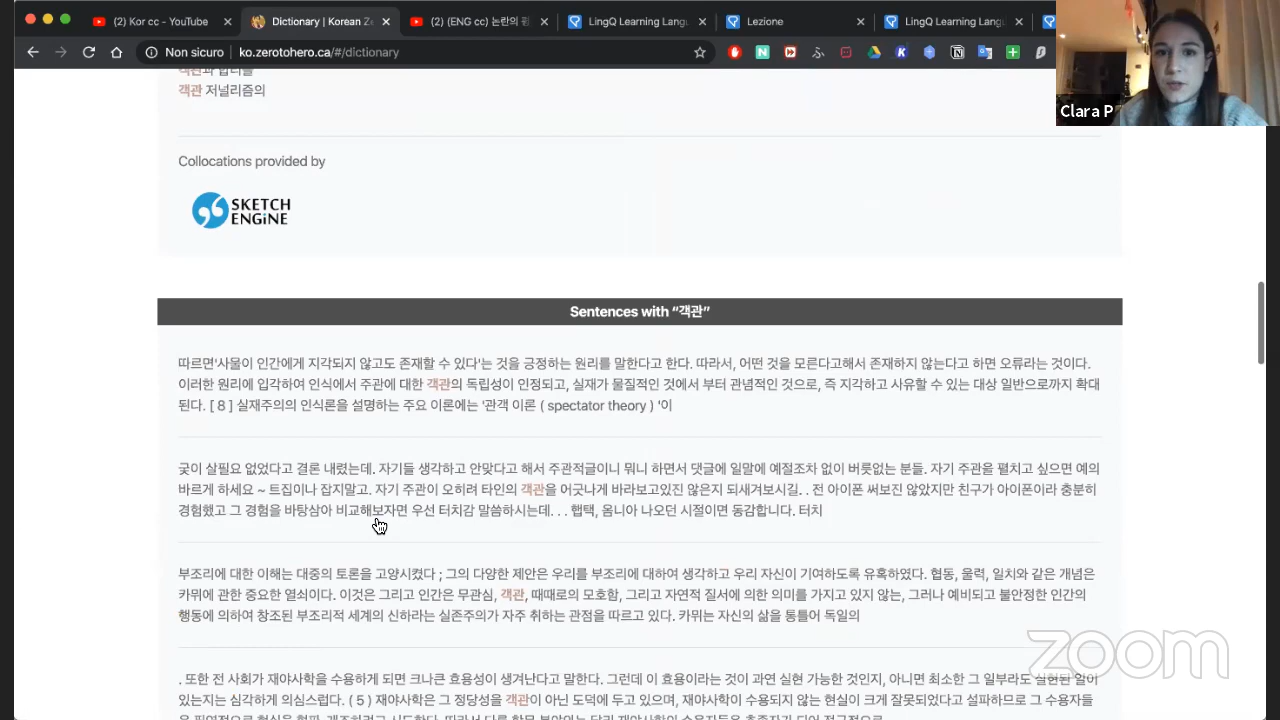 (2) Kor cc - YouTube
Dictionary | Korean Ze
(2) (ENG cc) 논란의
LingQ Learning Lang
Lezione
LingQ Learning Lang
Non sicuro
ko.zerotohero.ca/#/dictionary
객관과 합리를
객관 저널리즘의
Clara P
Collocations provided by
SKETCH
ENGINE
Sentences with “객관”
따르면'사물이 인간에게 지각되지 않고도 존재할 수 있다'는 것을 긍정하는 원리를 말한다고 한다. 따라서, 어떤 것을 모른다고해서 존재하지 않는다고 하면 오류라는 것이다.
이러한 원리에 입각하여 인식에서 주관에 대한 객관의 독립성이 인정되고, 실재가 물질적인 것에서 부터 관념적인 것으로, 즉 지각하고 사유할 수 있는 대상 일반으로까지 확대
된다. [ 8 ] 실재주의의 인식론을 설명하는 주요 이론에는 '관객 이론 ( spectator theory ) '이
궂이 살필요 없었다고 결론 내렸는데. 자기들 생각하고 안맞다고 해서 주관적글이니 뭐니 하면서 댓글에 일말에 예절조차 없이 버릇없는 분들. 자기 주관을 펼치고 싶으면 예의
바르게 하세요 ~ 트집이나 잡지말고. 자기 주관이 오히려 타인의 객관을 어긋나게 바라보고있진 않은지 되새겨보시길. . 전 아이폰 써보진 않았지만 친구가 아이폰이라 충분히
경험했고 그 경험을 바탕삼아 비교해보자면 우선 터치감 말씀하시는데. . . 햅택, 옴니아 나오던 시절이면 동감합니다. 터치
부조리에 대한 이해는 대중의 토론을 고양시켰다 ; 그의 다양한 제안은 우리를 부조리에 대하여 생각하고 우리 자신이 기여하도록 유혹하였다. 협동, 울력, 일치와 같은 개념은
카뮈에 관한 중요한 열쇠이다. 이것은 그리고 인간은 무관심, 객관, 때때로의 모호함, 그리고 자연적 질서에 의한 의미를 가지고 있지 않는, 그러나 예비되고 불안정한 인간의
행동에 의하여 창조된 부조리적 세계의 신하라는 실존주의가 자주 취하는 관점을 따르고 있다. 카뮈는 자신의 삶을 통틀어 독일의
zoom
. 또한 전 사회가 재야사학을 수용하게 되면 크나큰 효용성이 생겨난다고 말한다. 그런데 이 효용이라는 것이 과연 실현 가능한 것인지, 아니면 최소한 그 일부라도 실현된 일이
있는지는 심각하게 의심스럽다. ( 5 ) 재야사학은 그 정당성을 객관이 아닌 도덕에 두고 있으며, 재야사학이 수용되지 않는 현실이 크게 잘못되었다고 설파하므로 그 수용자들